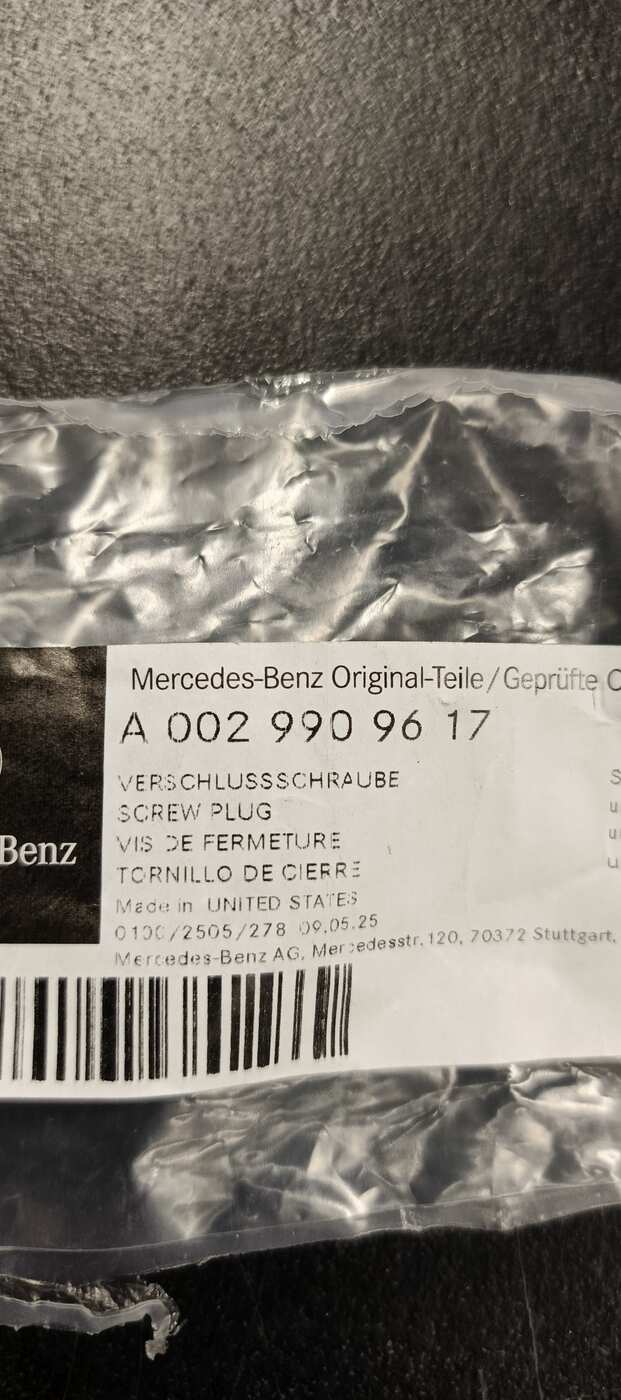 Mercedes-Benz Original-Teile/Geprüfte
A 002 990 96 17
VERSCHLUSSSCHRAUBE
SCREW PLUG
VIS DE FERMETURE
TORNILLO DE CIERRE
Benz
Made in UNITED STATES
0100/2505/278 09.05.25
Mercedes-Benz AG, Mercedesstr.120, 70372 Stuttgart,